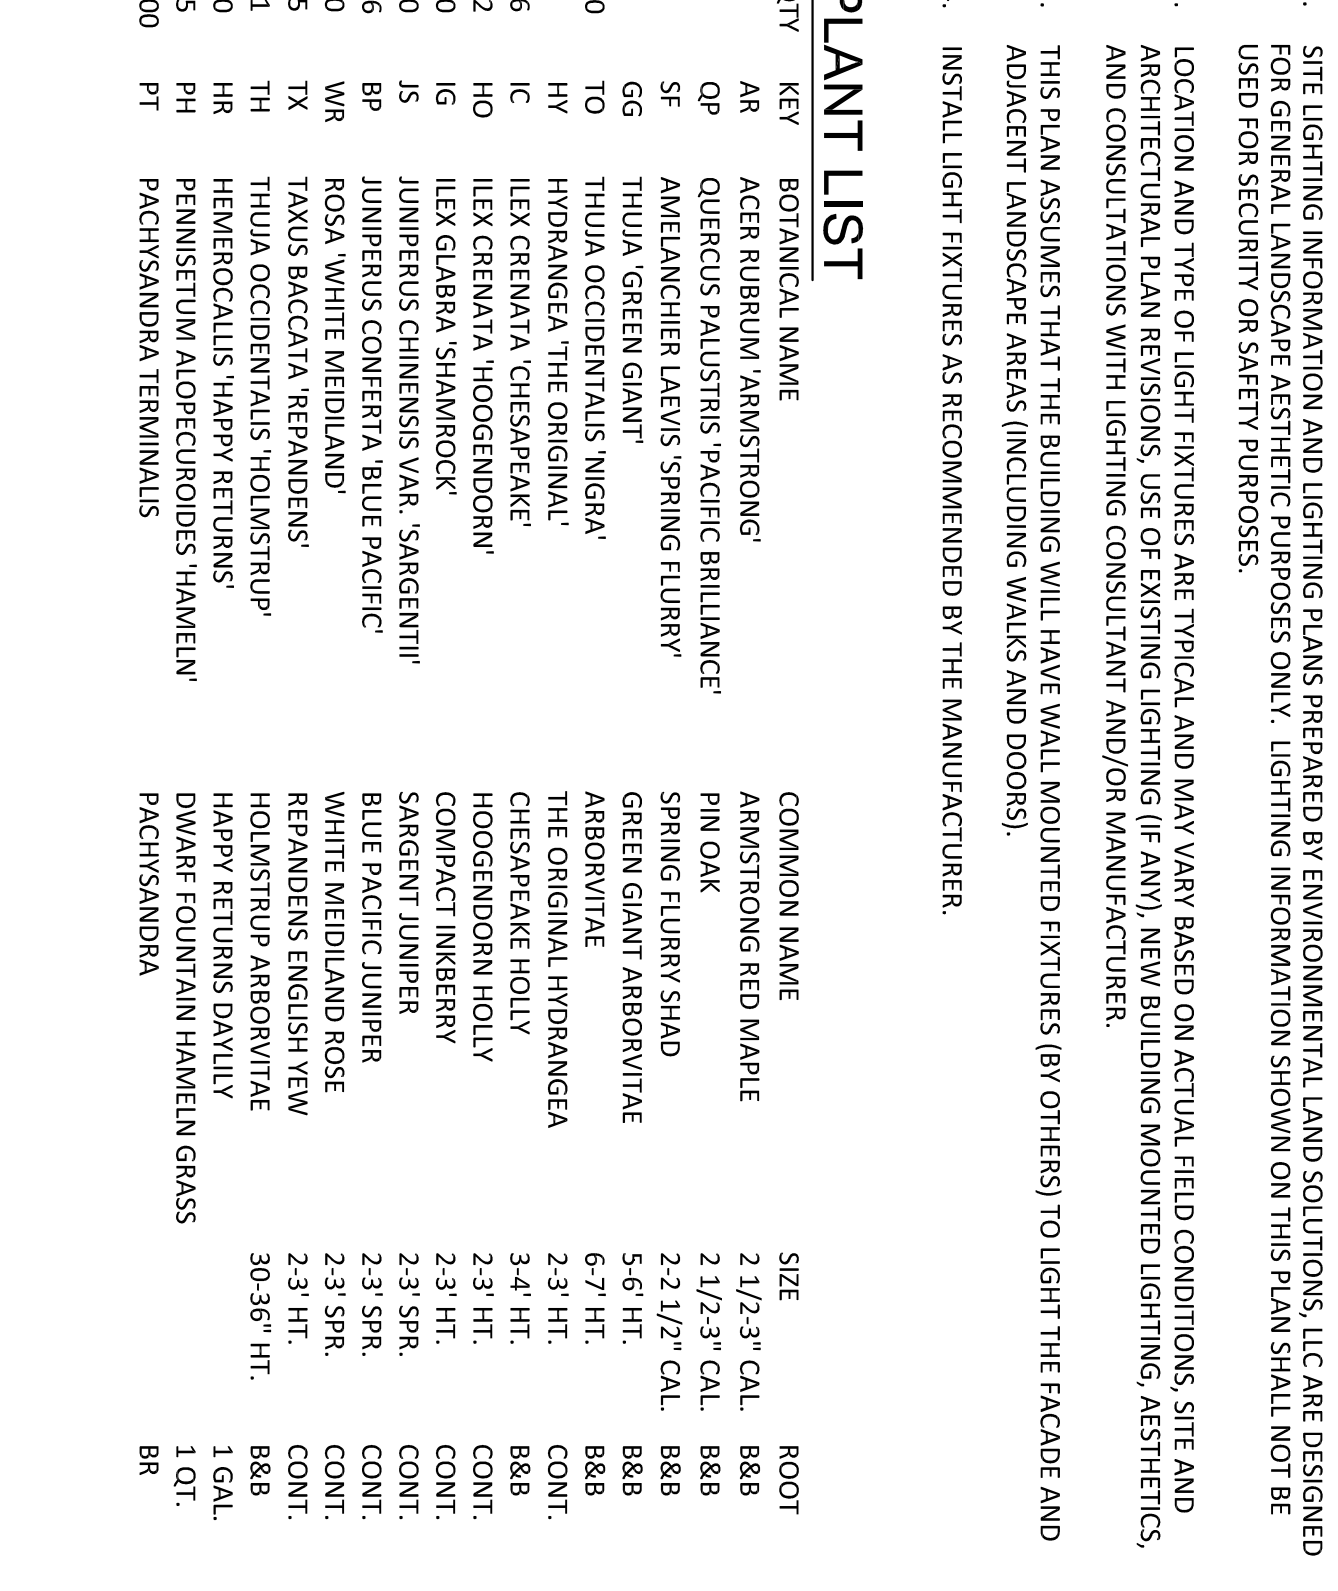 . SITE LIGHTING INFORMATION AND LIGHTING PLANS PREPARED BY ENVIRONMENTAL LAND SOLUTIONS, LLC ARE DESIGNED
FOR GENERAL LANDSCAPE AESTHETIC PURPOSES ONLY. LIGHTING INFORMATION SHOWN ON THIS PLAN SHALL NOT BE
USED FOR SECURITY OR SAFETY PURPOSES.
. LOCATION AND TYPE OF LIGHT FIXTURES ARE TYPICAL AND MAY VARY BASED ON ACTUAL FIELD CONDITIONS, SITE AND
ARCHITECTURAL PLAN REVISIONS, USE OF EXISTING LIGHTING (IF ANY), NEW BUILDING MOUNTED LIGHTING, AESTHETICS,
AND CONSULTATIONS WITH LIGHTING CONSULTANT AND/OR MANUFACTURER.
. THIS PLAN ASSUMES THAT THE BUILDING WILL HAVE WALL MOUNTED FIXTURES (BY OTHERS) TO LIGHT THE FACADE AND
ADJACENT LANDSCAPE AREAS (INCLUDING WALKS AND DOORS).
. INSTALL LIGHT FIXTURES AS RECOMMENDED BY THE MANUFACTURER.
PLANT LIST
QTY KEY BOTANICAL NAME COMMON NAME SIZE ROOT
AR ACER RUBRUM 'ARMSTRONG' ARMSTRONG RED MAPLE 2 1/2-3" CAL. B&B
QP QUERCUS PALUSTRIS 'PACIFIC BRILLIANCE' PIN OAK 2 1/2-3" CAL. B&B
SF AMELANCHIER LAEVIS 'SPRING FLURRY' SPRING FLURRY SHAD 2-2 1/2" CAL. B&B
GG THUJA 'GREEN GIANT' GREEN GIANT ARBORVITAE 5-6' HT. B&B
0 TO THUJA OCCIDENTALIS 'NIGRA' ARBORVITAE 6-7' HT. B&B
HY HYDRANGEA 'THE ORIGINAL' THE ORIGINAL HYDRANGEA 2-3' HT. CONT.
6 IC ILEX CRENATA 'CHESAPEAKE' CHESAPEAKE HOLLY 3-4' HT. B&B
2 HO ILEX CRENATA 'HOOGENDORN' HOOGENDORN HOLLY 2-3' HT. CONT.
0 IG ILEX GLABRA 'SHAMROCK' COMPACT INKBERRY 2-3' HT. CONT.
0 JS JUNIPERUS CHINENSIS VAR. 'SARGENTII' SARGENT JUNIPER 2-3' SPR. CONT.
6 BP JUNIPERUS CONFERTA 'BLUE PACIFIC' BLUE PACIFIC JUNIPER 2-3' SPR. CONT.
0 WR ROSA 'WHITE MEIDILAND' WHITE MEIDILAND ROSE 2-3' SPR. CONT.
5 TX TAXUS BACCATA 'REPANDENS' REPANDENS ENGLISH YEW 2-3' HT. CONT.
1 TH THUJA OCCIDENTALIS 'HOLMSTRUP' HOLMSTRUP ARBORVITAE 30-36" HT. B&B
0 HR HEMEROCALLIS 'HAPPY RETURNS' HAPPY RETURNS DAYLILY 1 GAL.
5 PH PENNISETUM ALOPECUROIDES 'HAMELN' DWARF FOUNTAIN HAMELN GRASS 1 QT.
00 PT PACHYSANDRA TERMINALIS PACHYSANDRA BR